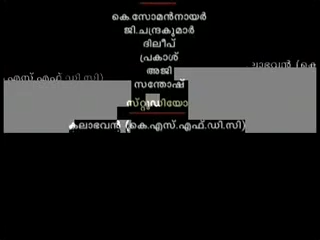 കെ.സോമൻനായർ
ജി.ചന്ദ്രകുമാർ
ദിലീപ്
പ്രകാശ്
അജി
സന്തോഷ്
സ്റ്റുഡിയോ
കലാഭവൻ (കെ.എസ്.എഫ്.ഡി.സി)